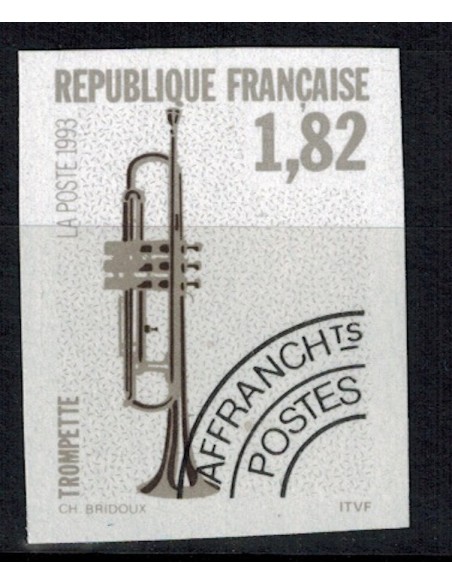 REPUBLIQUE FRANÇAISE
1,82
LA POSTE 1993
TROMPETTE
AFFRANCHTS
POSTES
CH. BRIDOUX
ITVF